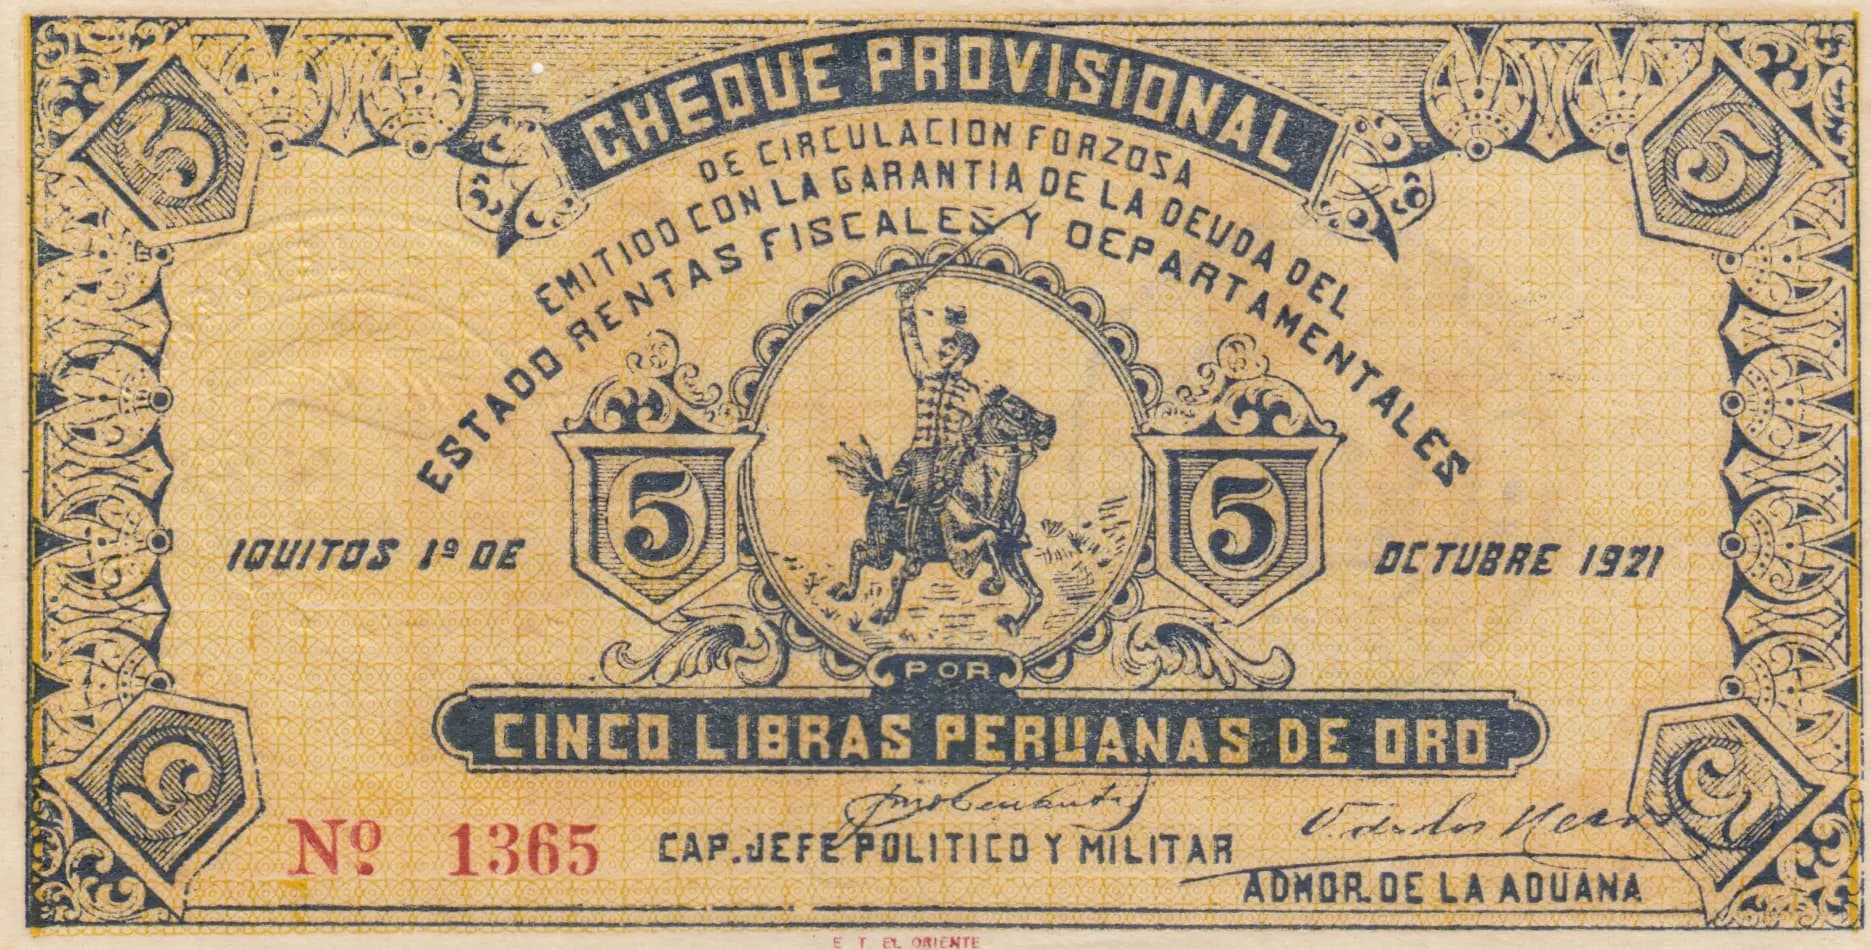 CHEQUE PROVISIONAL
DE CIRCULACION FORZOSA
EMITIDO CON LA GARANTIA DE LA DEUDA DEL
ESTADO RENTAS FISCALES Y DEPARTAMENTALES
5 5
5 5
IQUITOS 1º DE OCTUBRE 1921
POR
CINCO LIBRAS PERUANAS DE ORO
5 5
Nº 1365
CAP. JEFE POLITICO Y MILITAR
ADMOR. DE LA ADUANA
E. T. EL ORIENTE